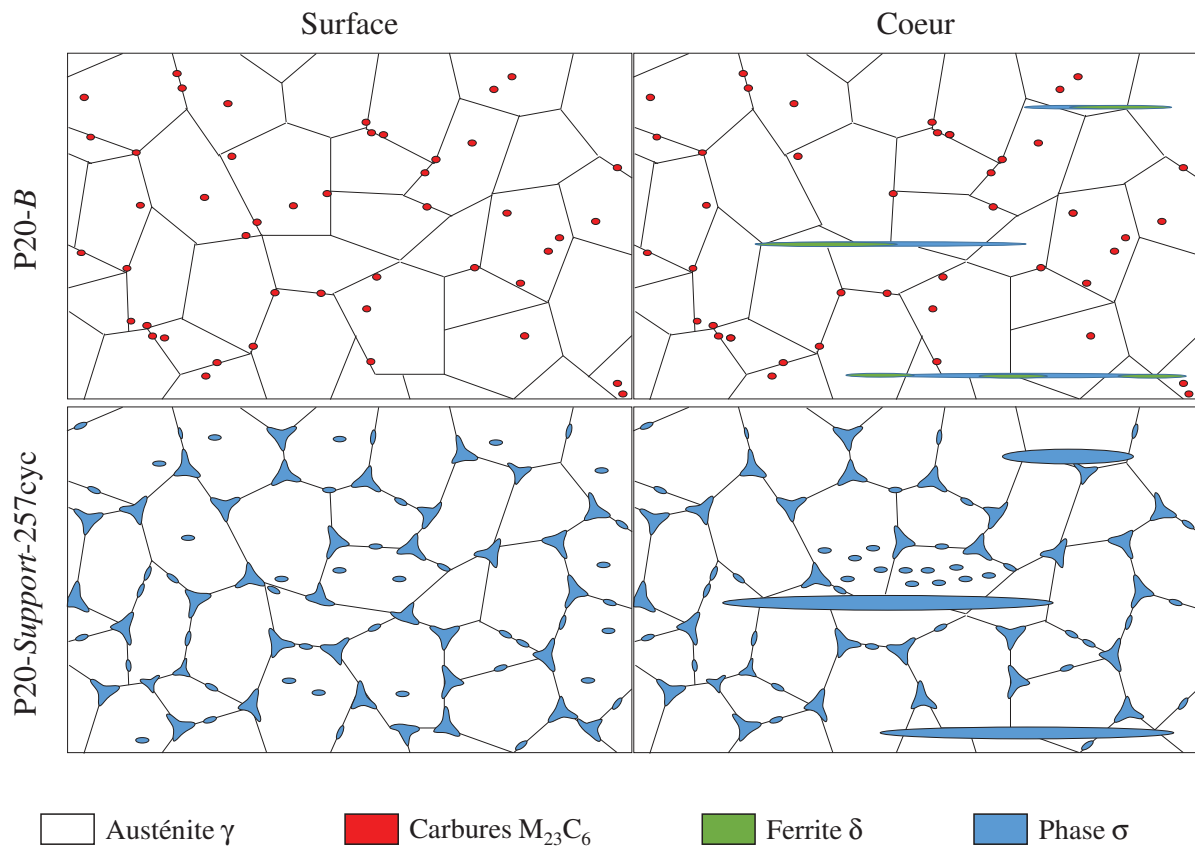 Surface
Coeur
P20-B
P20-Support-257cyc
Austénite γ
Carbures M₂₃C₆
Ferrite δ
Phase σ